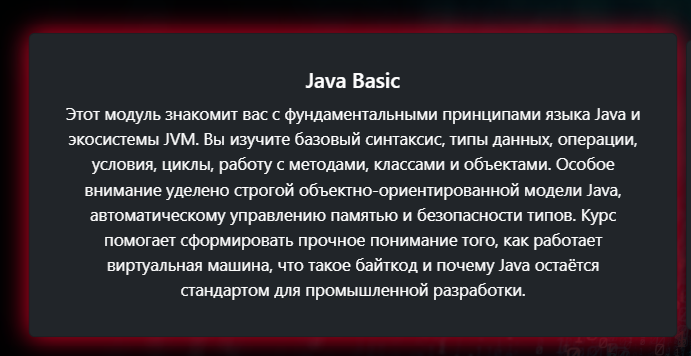 Java Basic
Этот модуль знакомит вас с фундаментальными принципами языка Java и
экосистемы JVM. Вы изучите базовый синтаксис, типы данных, операции,
условия, циклы, работу с методами, классами и объектами. Особое
внимание уделено строгой объектно-ориентированной модели Java,
автоматическому управлению памятью и безопасности типов. Курс
помогает сформировать прочное понимание того, как работает
виртуальная машина, что такое байткод и почему Java остаётся
стандартом для промышленной разработки.